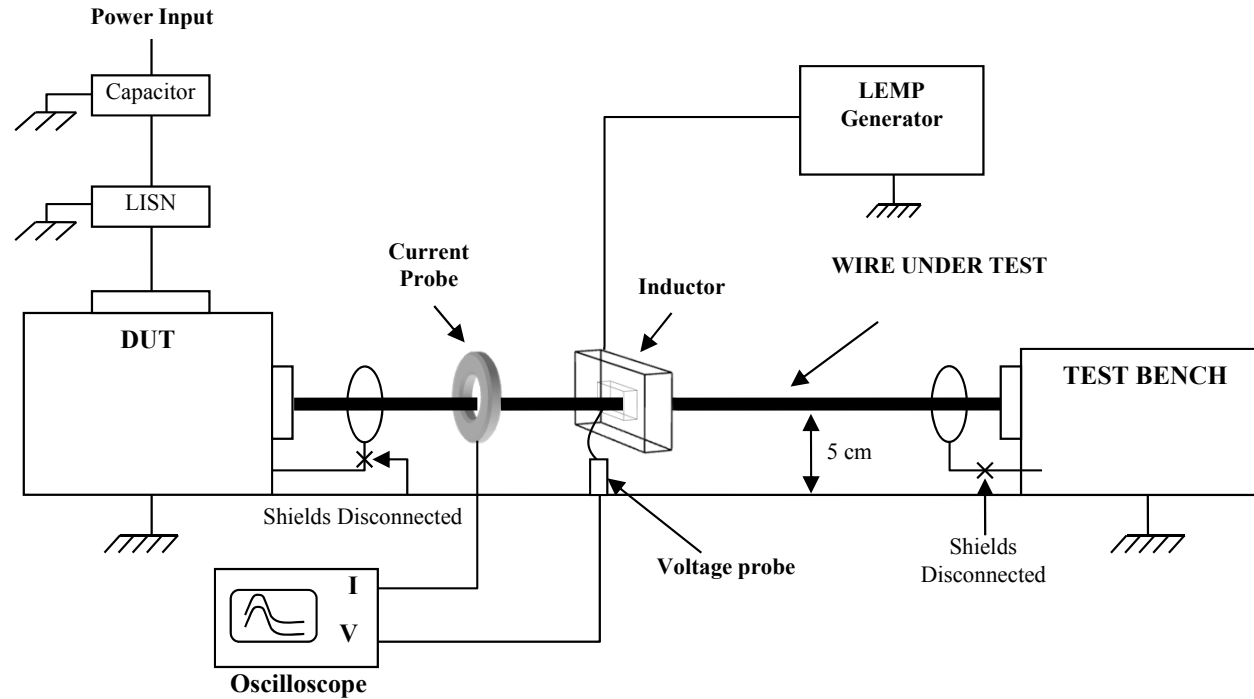 Power Input
Capacitor
LEMP
Generator
LISN
Current
Probe
WIRE UNDER TEST
Inductor
DUT
TEST BENCH
5 cm
Shields Disconnected
Voltage probe
Shields
Disconnected
I
V
Oscilloscope